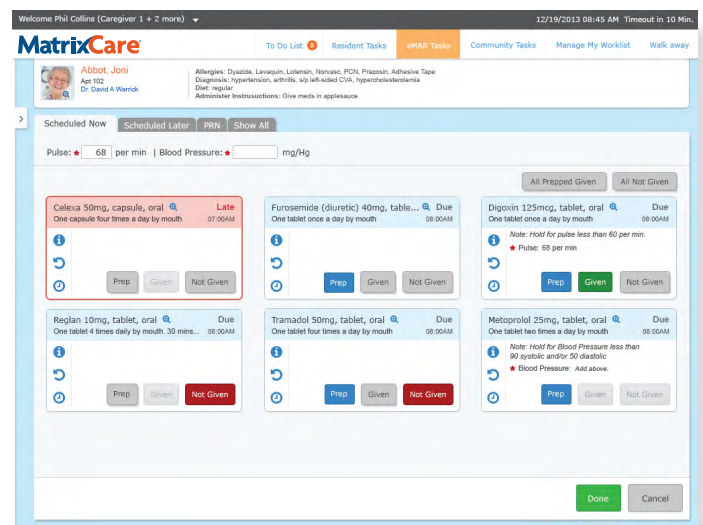 Welcome Phil Collins (Caregiver 1 + 2 more)
12/19/2013 08:45 AM Timeout in 10 Min.
MatrixCare
To Do List 8 Resident Tasks eMAR Tasks Community Tasks Manage My Worklist Walk away
Abbot, Joni
Apt 102
Dr. David A Warrick
Allergies: Dyazide, Levaquin, Lotensin, Norvaso, PCN, Prazosin, Adhesive Tape
Diagnosis: hypertension, arthritis, s/p left-sided CVA, hypercholesterolemia
Diet: regular
Administer Instrusuctions: Give meds in applesauce
Scheduled Now Scheduled Later PRN Show All
Pulse: ★ 68 per min | Blood Pressure: ★ mg/Hg
All Prepped Given All Not Given
Celexa 50mg, capsule, oral Late
One capsule four times a day by mouth 07:00AM
Prep Given Not Given
Furosemide (diuretic) 40mg, table... Due
One tablet once a day by mouth 08:00AM
Prep Given Not Given
Digoxin 125mcg, tablet, oral Due
One tablet once a day by mouth 08:00AM
Note: Hold for pulse less than 60 per min.
★ Pulse: 68 per min
Prep Given Not Given
Reglan 10mg, tablet, oral Due
One tablet 4 times daily by mouth. 30 mins... 08:00AM
Prep Given Not Given
Tramadol 50mg, tablet, oral Due
One tablet four times a day by mouth 08:00AM
Prep Given Not Given
Metoprolol 25mg, tablet, oral Due
One tablet two times a day by mouth 08:00AM
Note: Hold for Blood Pressure less than
90 systolic and/or 50 diastolic
★ Blood Pressure: Add above.
Prep Given Not Given
Done Cancel